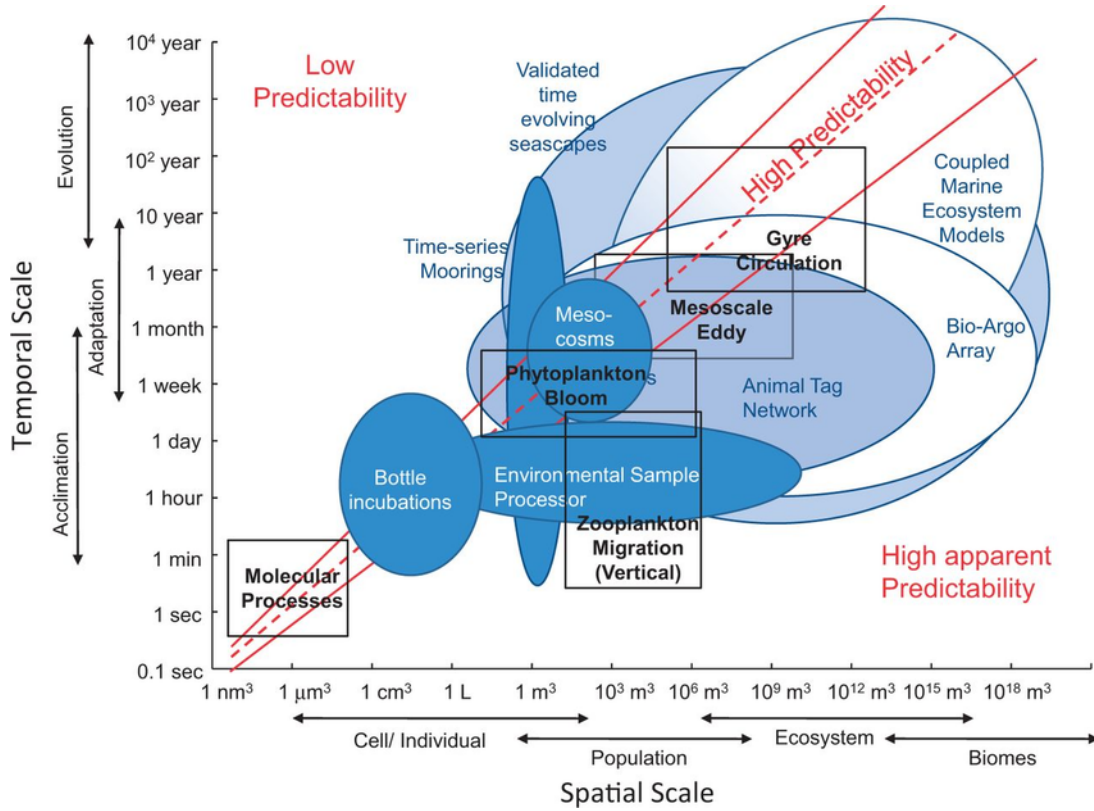 Temporal Scale
Evolution
Adaptation
Acclimation
10⁴ year
10³ year
10² year
10 year
1 year
1 month
1 week
1 day
1 hour
1 min
1 sec
0.1 sec
Low
Predictability
Validated
time
evolving
seascapes
High Predictability
Coupled
Marine
Ecosystem
Models
Time-series
Moorings
Gyre
Circulation
Meso-
cosms
Mesoscale
Eddy
Bio-Argo
Array
Phytoplankton
Bloom
Animal Tag
Network
Bottle
incubations
Environmental Sample
Processor
Zooplankton
Migration
(Vertical)
Molecular
Processes
High apparent
Predictability
1 nm³
1 μm³
1 cm³
1 L
1 m³
10³ m³
10⁶ m³
10⁹ m³
10¹² m³
10¹⁵ m³
10¹⁸ m³
Cell/ Individual
Population
Ecosystem
Biomes
Spatial Scale